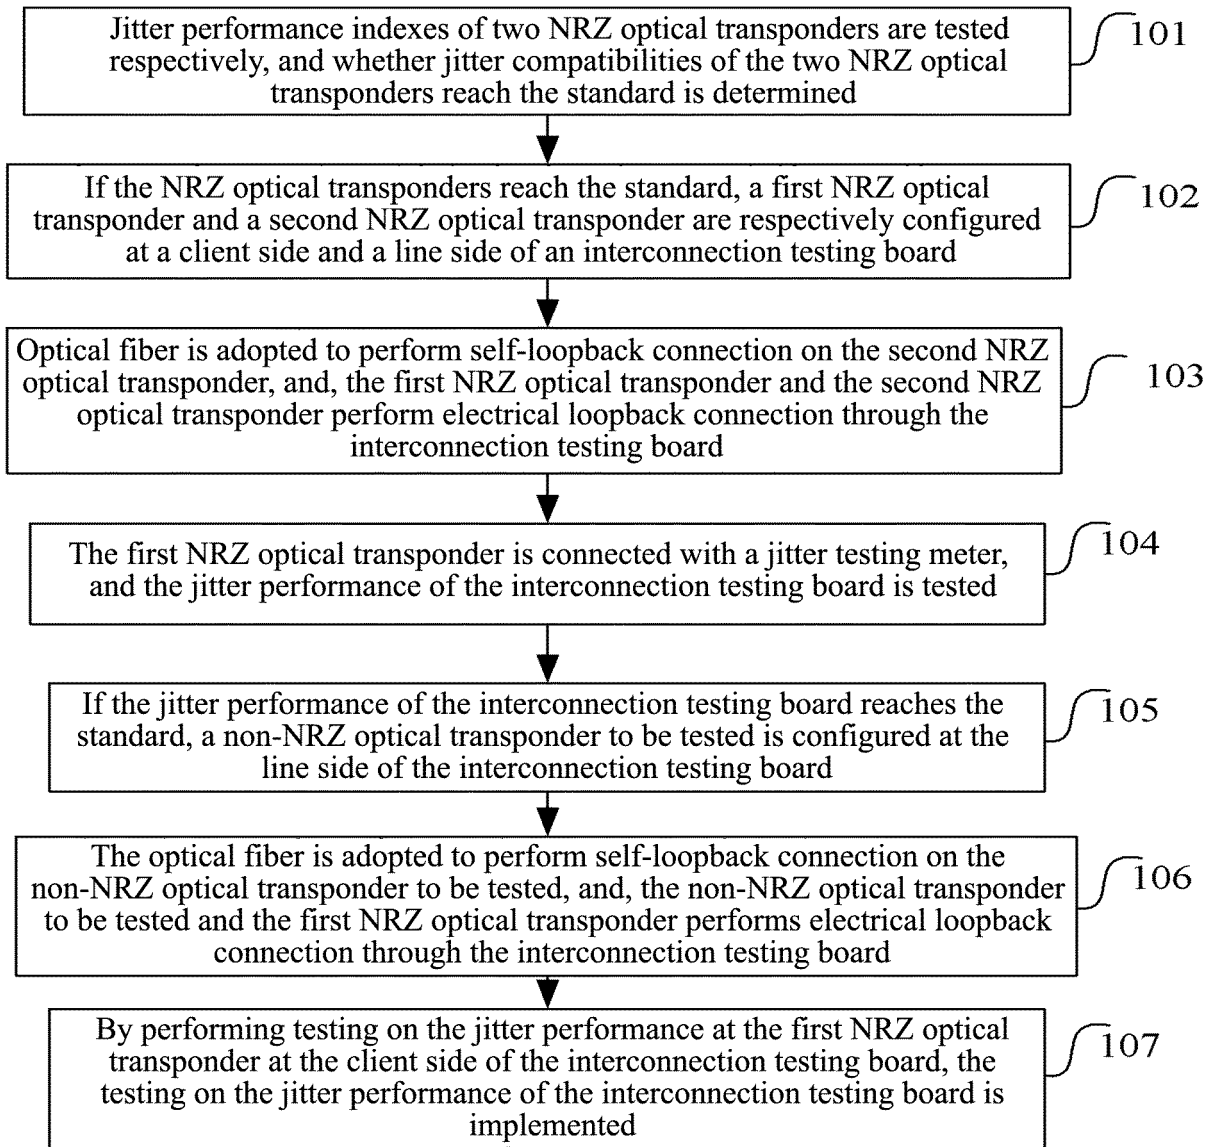 Jitter performance indexes of two NRZ optical transponders are tested
respectively, and whether jitter compatibilities of the two NRZ optical
transponders reach the standard is determined
101
If the NRZ optical transponders reach the standard, a first NRZ optical
transponder and a second NRZ optical transponder are respectively configured
at a client side and a line side of an interconnection testing board
102
Optical fiber is adopted to perform self-loopback connection on the second NRZ
optical transponder, and, the first NRZ optical transponder and the second NRZ
optical transponder perform electrical loopback connection through the
interconnection testing board
103
The first NRZ optical transponder is connected with a jitter testing meter,
and the jitter performance of the interconnection testing board is tested
104
If the jitter performance of the interconnection testing board reaches the
standard, a non-NRZ optical transponder to be tested is configured at the
line side of the interconnection testing board
105
The optical fiber is adopted to perform self-loopback connection on the
non-NRZ optical transponder to be tested, and, the non-NRZ optical transponder
to be tested and the first NRZ optical transponder performs electrical loopback
connection through the interconnection testing board
106
By performing testing on the jitter performance at the first NRZ optical
transponder at the client side of the interconnection testing board, the
testing on the jitter performance of the interconnection testing board is
implemented
107